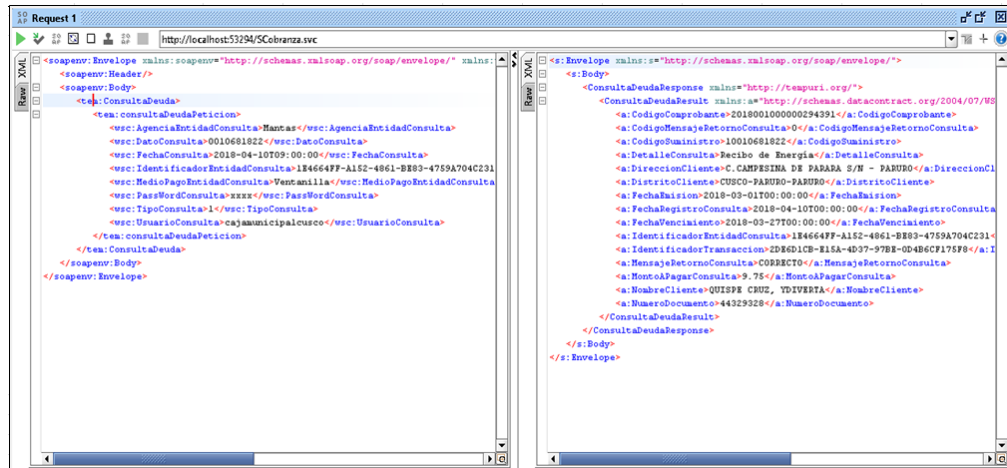 SO AP Request 1
http://localhost:53294/SCobranza.svc
XML
Raw
<soapenv:Envelope xmlns:soapenv="http://schemas.xmlsoap.org/soap/envelope/" xmlns:
<soapenv:Header/>
<soapenv:Body>
<tem:ConsultaDeuda>
<tem:consultaDeudaPeticion>
<wsc:AgenciaEntidadConsulta>Mantas</wsc:AgenciaEntidadConsulta>
<wsc:DatoConsulta>0010681822</wsc:DatoConsulta>
<wsc:FechaConsulta>2018-04-10T09:00:00</wsc:FechaConsulta>
<wsc:IdentificadorEntidadConsulta>1E4664FF-A152-4861-BE83-4759A704C231
<wsc:MedioPagoEntidadConsulta>Ventanilla</wsc:MedioPagoEntidadConsulta
<wsc:PassWordConsulta>xxxx</wsc:PassWordConsulta>
<wsc:TipoConsulta>1</wsc:TipoConsulta>
<wsc:UsuarioConsulta>cajamunicipalcusco</wsc:UsuarioConsulta>
</tem:consultaDeudaPeticion>
</tem:ConsultaDeuda>
</soapenv:Body>
</soapenv:Envelope>
XML
Raw
<s:Envelope xmlns:s="http://schemas.xmlsoap.org/soap/envelope/">
<s:Body>
<ConsultaDeudaResponse xmlns="http://tempuri.org/">
<ConsultaDeudaResult xmlns:a="http://schemas.datacontract.org/2004/07/WS
<a:CodigoComprobante>2018001000000294391</a:CodigoComprobante>
<a:CodigoMensajeRetornoConsulta>0</a:CodigoMensajeRetornoConsulta>
<a:CodigoSuministro>10010681822</a:CodigoSuministro>
<a:DetalleConsulta>Recibo de Energía</a:DetalleConsulta>
<a:DireccionCliente>C.CAMPESINA DE PARARA S/N - PARURO</a:DireccionCl
<a:DistritoCliente>CUSCO-PARURO-PARURO</a:DistritoCliente>
<a:FechaEmision>2018-03-01T00:00:00</a:FechaEmision>
<a:FechaRegistroConsulta>2018-04-10T00:00:00</a:FechaRegistroConsulta
<a:FechaVencimiento>2018-03-27T00:00:00</a:FechaVencimiento>
<a:IdentificadorEntidadConsulta>1E4664FF-A152-4861-BE83-4759A704C231<
<a:IdentificadorTransaccion>2DE6D1CB-E15A-4D37-97BE-0D4B6CF175F8</a:I
<a:MensajeRetornoConsulta>CORRECTO</a:MensajeRetornoConsulta>
<a:MontoAPagarConsulta>9.75</a:MontoAPagarConsulta>
<a:NombreCliente>QUISPE CRUZ, YDIVERTA</a:NombreCliente>
<a:NumeroDocumento>44329328</a:NumeroDocumento>
</ConsultaDeudaResult>
</ConsultaDeudaResponse>
</s:Body>
</s:Envelope>